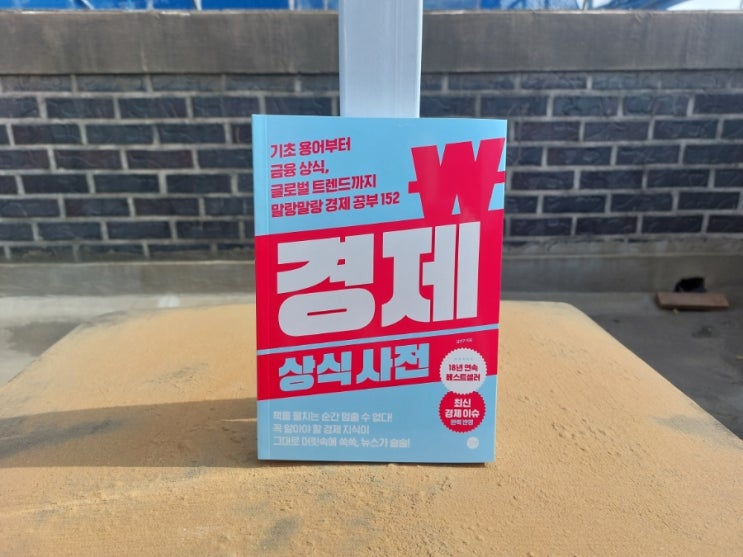 기초 용어부터
금융 상식,
글로벌 트렌드까지
말랑말랑 경제 공부 152
경제
상식 사전
18년 연속
베스트셀러
최신
경제 이슈
완벽 반영
책을 펼치는 순간 멈출 수 없다!
꼭 알아야 할 경제 지식이
그대로 머릿속에 쏙쏙, 뉴스가 술술!